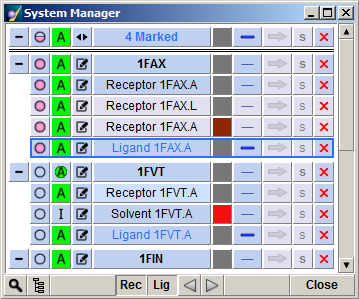 System Manager
A 4 Marked S
A 1FAX S
A Receptor 1FAX.A S
A Receptor 1FAX.L S
A Receptor 1FAX.A S
A Ligand 1FAX.A S
A 1FVT S
A Receptor 1FVT.A S
I Solvent 1FVT.A S
A Ligand 1FVT.A S
A 1FIN S
Rec Lig Close